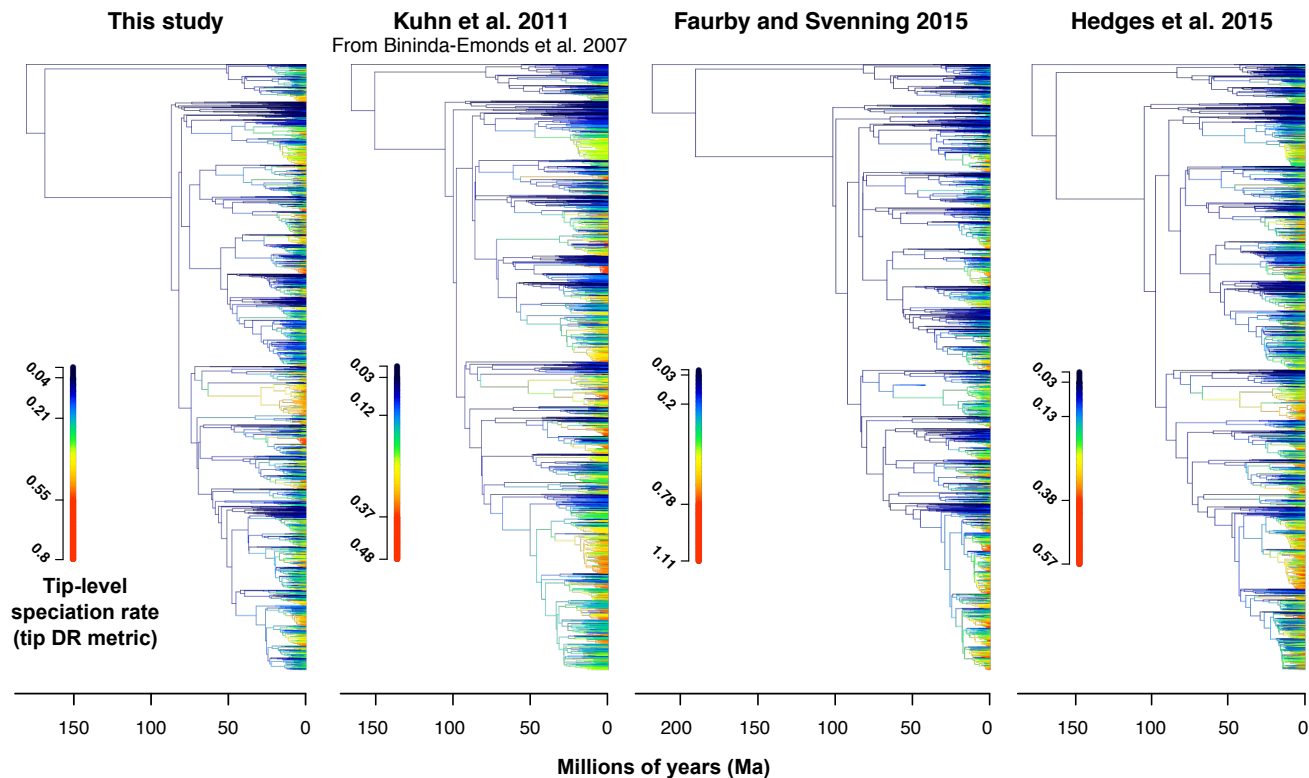 This study
Kuhn et al. 2011
From Bininda-Emonds et al. 2007
Faurby and Svenning 2015
Hedges et al. 2015
0.04
0.21
0.55
0.8
Tip-level
speciation rate
(tip DR metric)
0.03
0.12
0.37
0.48
0.03
0.2
0.78
1.11
0.03
0.13
0.38
0.57
150 100 50 0
150 100 50 0
200 150 100 50 0
150 100 50 0
Millions of years (Ma)